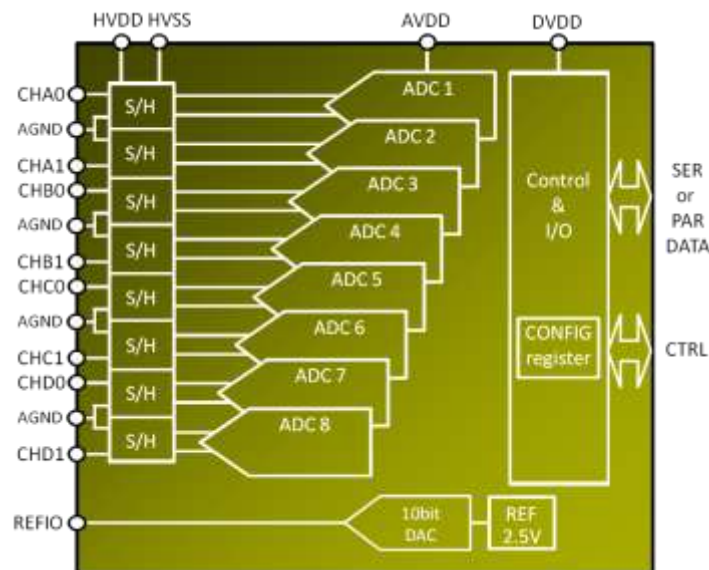 HVDD HVSS AVDD DVDD
CHA0
AGND
CHA1
CHB0
AGND
CHB1
CHC0
AGND
CHC1
CHD0
AGND
CHD1
REFIO
S/H
S/H
S/H
S/H
S/H
S/H
S/H
S/H
ADC 1
ADC 2
ADC 3
ADC 4
ADC 5
ADC 6
ADC 7
ADC 8
10bit
DAC
REF
2.5V
Control
&
I/O
CONFIG
register
SER
or
PAR
DATA
CTRL